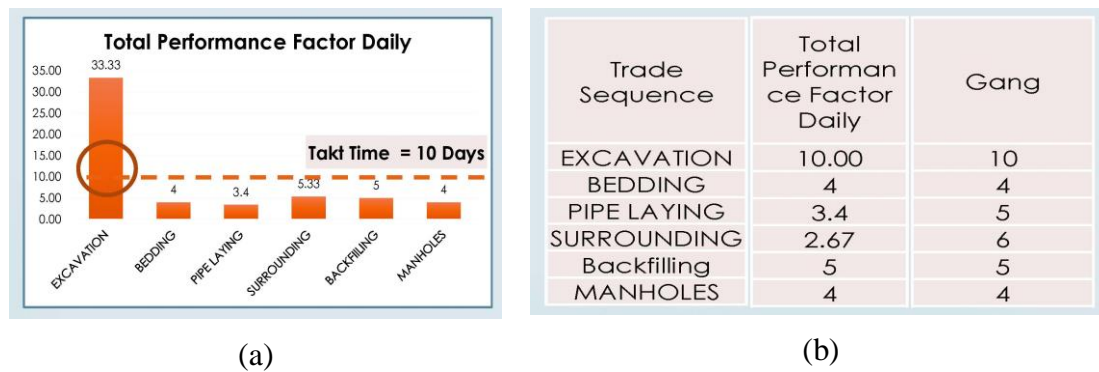 Total Performance Factor Daily
35.00
30.00
25.00
20.00
15.00
10.00
5.00
0.00
33.33
4
3.4
5.33
5
4
Takt Time = 10 Days
EXCAVATION
BEDDING
PIPE LAYING
SURROUNDING
BACKFILLING
MANHOLES
(a)
Trade
Sequence
Total
Performan
ce Factor
Daily
Gang
EXCAVATION 10.00 10
BEDDING 4 4
PIPE LAYING 3.4 5
SURROUNDING 2.67 6
Backfilling 5 5
MANHOLES 4 4
(b)